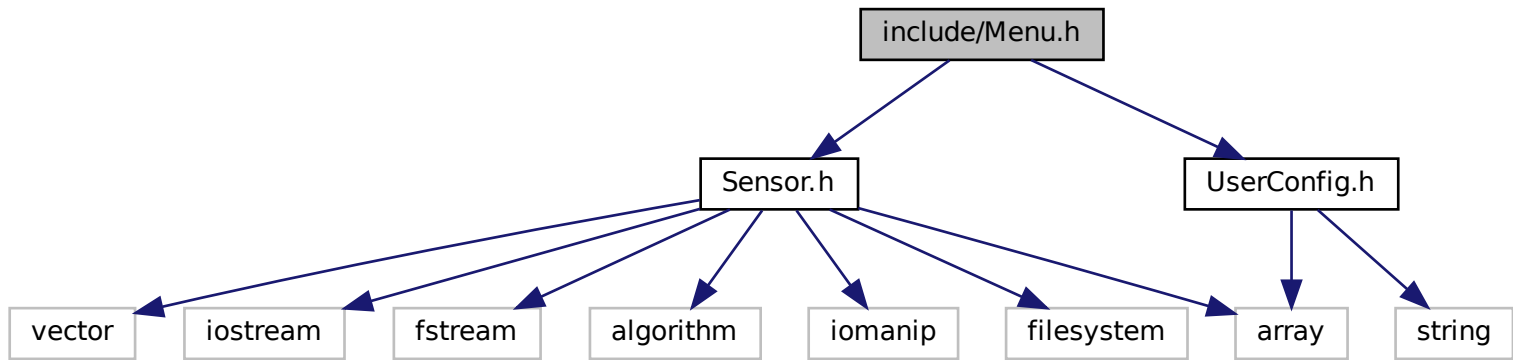 include/Menu.h
Sensor.h
UserConfig.h
vector
iostream
fstream
algorithm
iomanip
filesystem
array
string